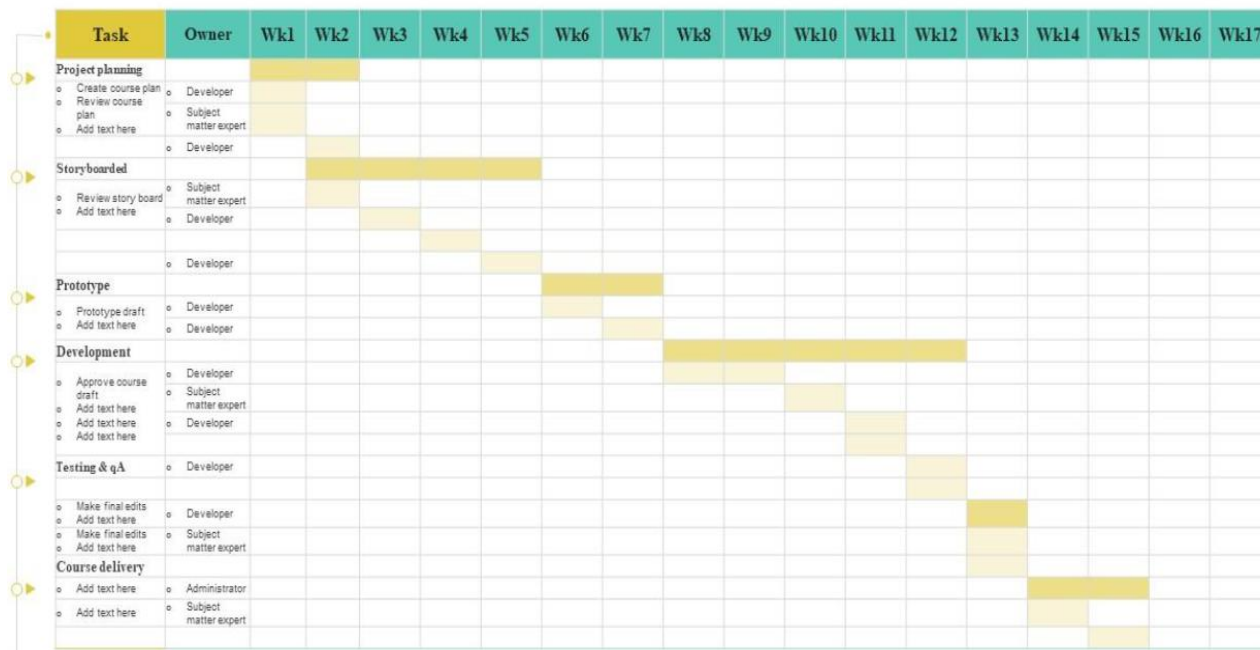 Task Owner Wk1 Wk2 Wk3 Wk4 Wk5 Wk6 Wk7 Wk8 Wk9 Wk10 Wk11 Wk12 Wk13 Wk14 Wk15 Wk16 Wk17
Project planning
Create course plan
Review course
plan
Add text here
Developer
Subject
matter expert
Developer
Storyboarded
Review story board
Add text here
Subject
matter expert
Developer
Developer
Prototype
Prototype draft
Add text here
Developer
Developer
Development
Approve course
draft
Add text here
Add text here
Add text here
Developer
Subject
matter expert
Developer
Testing & qA
Developer
Make final edits
Add text here
Developer
Make final edits
Add text here
Subject
matter expert
Course delivery
Add text here
Administrator
Add text here
Subject
matter expert